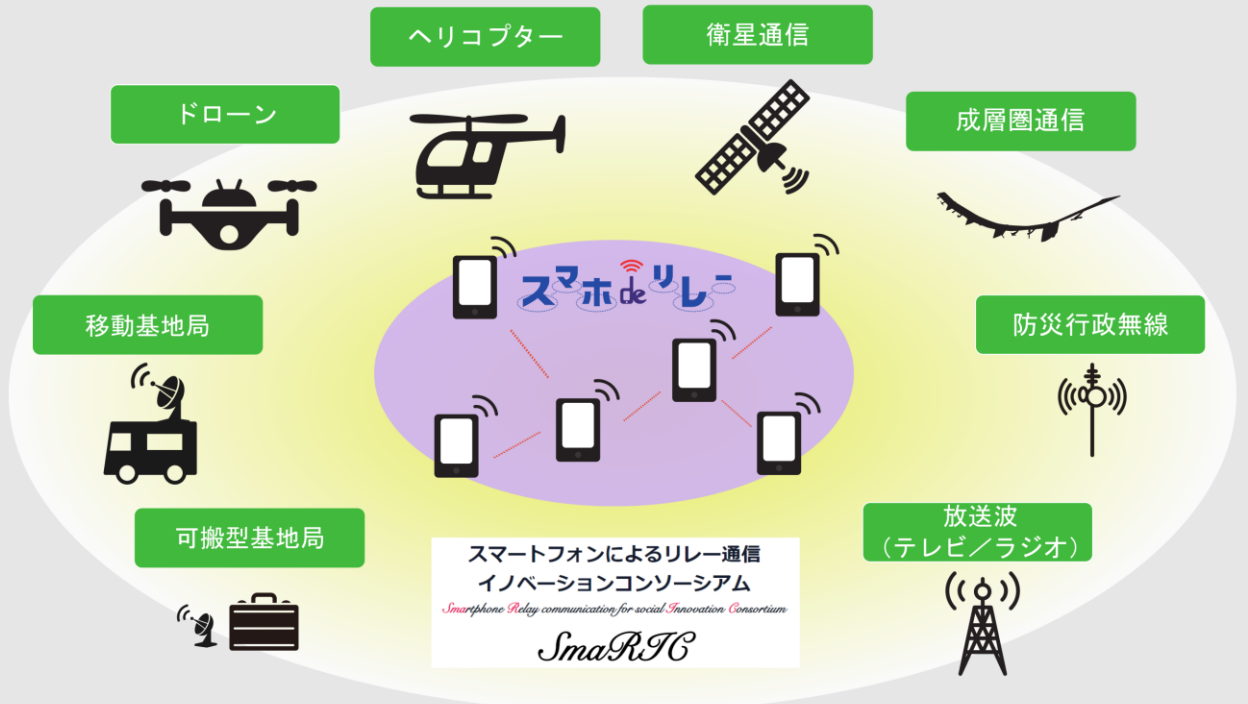 ヘリコプター
衛星通信
ドローン
成層圏通信
スマホdeリレー
移動基地局
防災行政無線
可搬型基地局
放送波
（テレビ／ラジオ）
スマートフォンによるリレー通信
イノベーションコンソーシアム
Smartphone Relay communication for social Innovation Consortium
SmaRIC